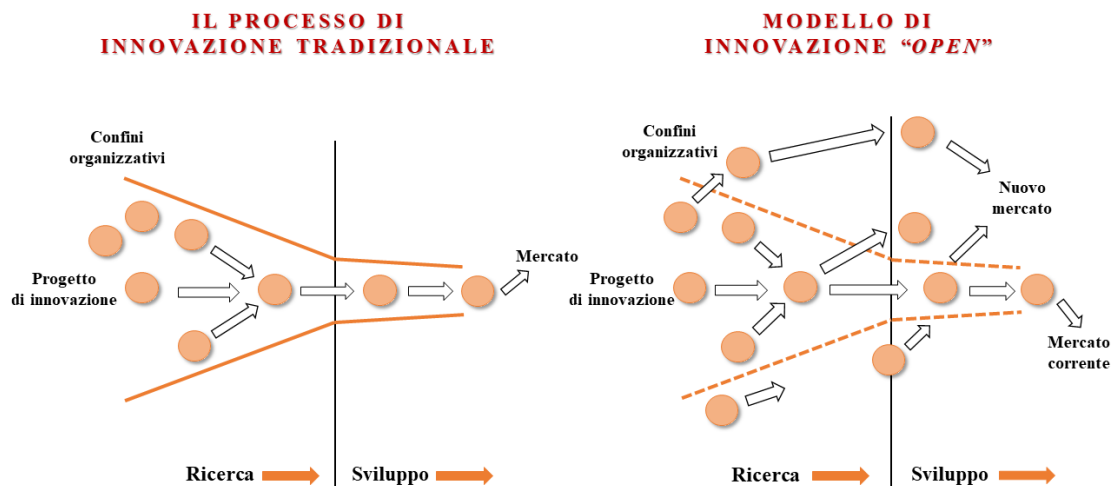 IL PROCESSO DI
INNOVAZIONE TRADIZIONALE
Confini
organizzativi
Progetto
di innovazione
Mercato
Ricerca
Sviluppo
MODELLO DI
INNOVAZIONE “OPEN”
Confini
organizzativi
Nuovo
mercato
Progetto
di innovazione
Mercato
corrente
Ricerca
Sviluppo